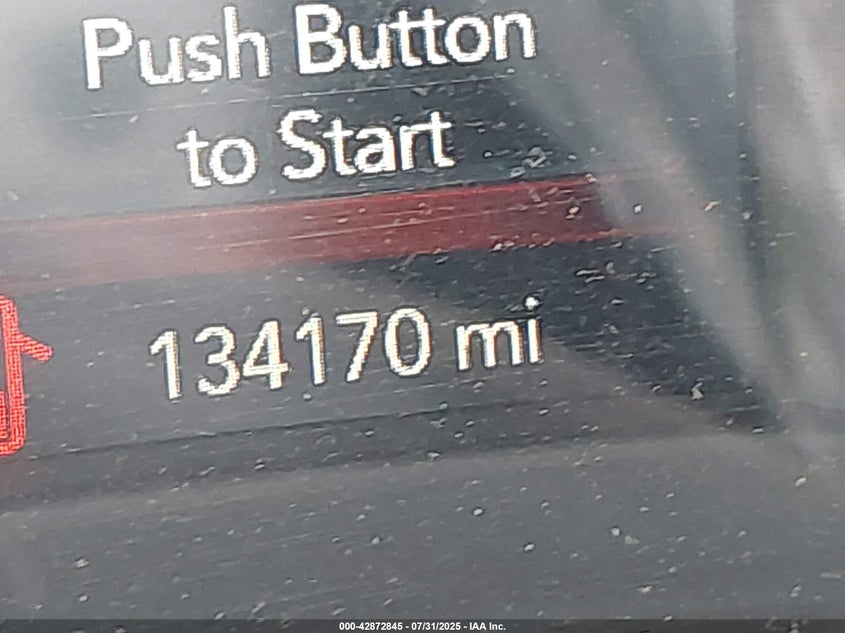 Push Button
to Start
134170 mi
000-42872845 - 07/31/2025 - IAA Inc.